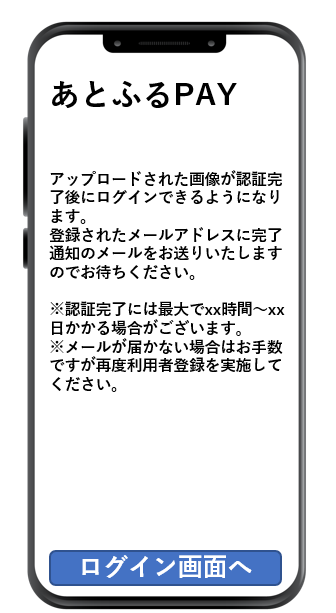 あとふるPAY
アップロードされた画像が認証完
了後にログインできるようになり
ます。
登録されたメールアドレスに完了
通知のメールをお送りいたします
のでお待ちください。
※認証完了には最大でxx時間～xx
日かかる場合がございます。
※メールが届かない場合はお手数
ですが再度利用者登録を実施して
ください。
ログイン画面へ